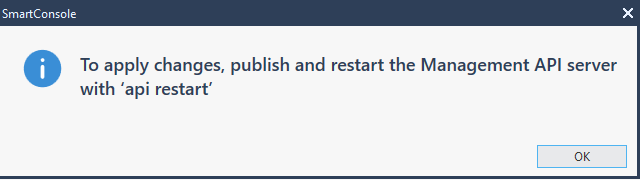 SmartConsole
To apply changes, publish and restart the Management API server
with ‘api restart’
OK